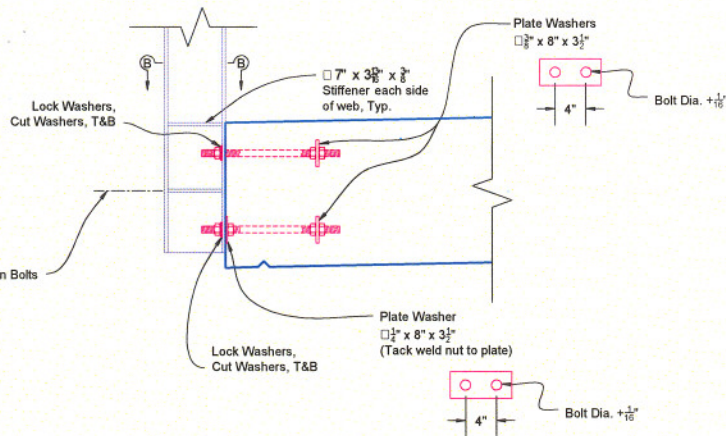 Plate Washers
□3/8" x 8" x 3 1/2"
B
B
□ 7" x 3 13/16" x 3/8"
Stiffener each side
of web, Typ.
Lock Washers,
Cut Washers, T&B
Bolt Dia. +1/16"
4"
n Bolts
Plate Washer
□1/4" x 8" x 3 1/2"
(Tack weld nut to plate)
Lock Washers,
Cut Washers, T&B
Bolt Dia. +1/16"
4"